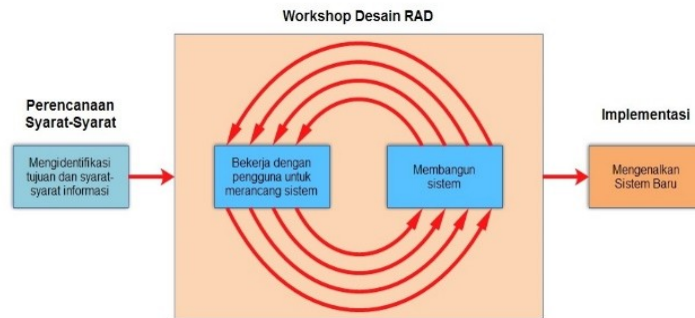 Workshop Desain RAD
Perencanaan
Syarat-Syarat
Mengidentifikasi
tujuan dan syarat-
syarat informasi
Bekerja dengan
pengguna untuk
merancang sistem
Membangun
sistem
Implementasi
Mengenalkan
Sistem Baru